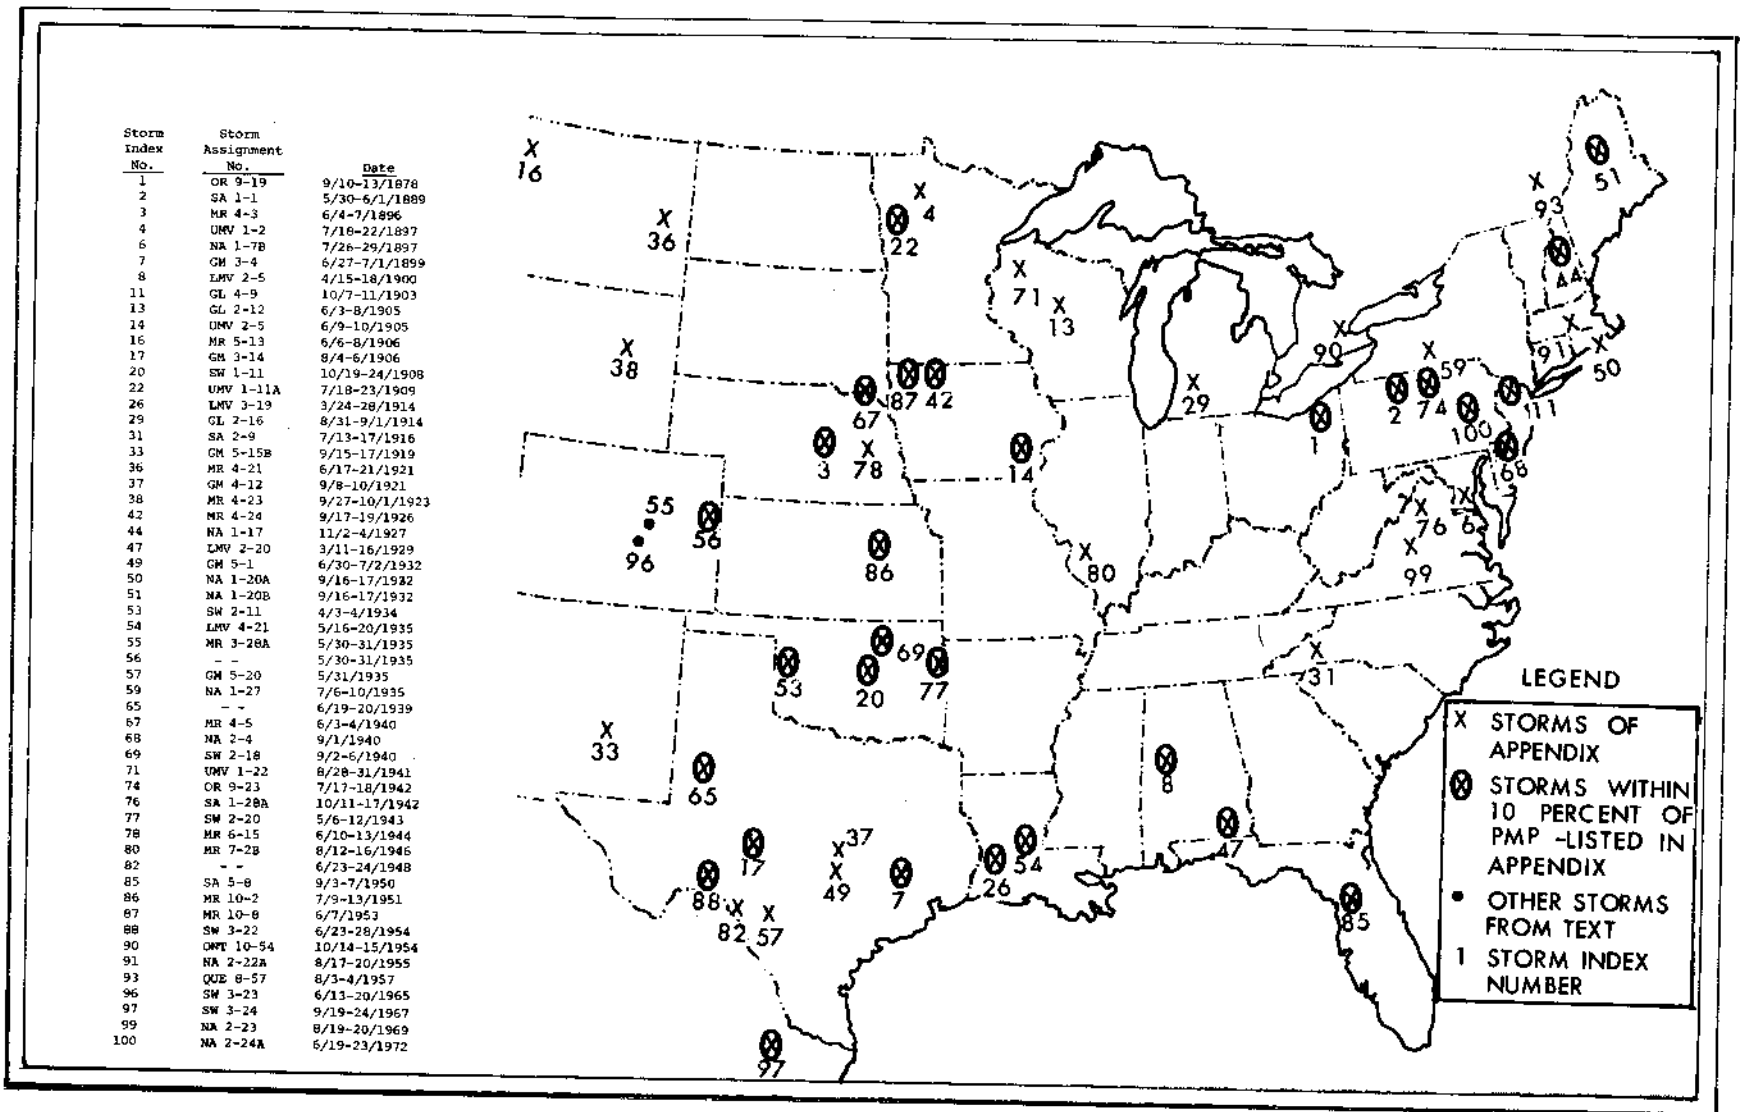 Storm Storm
Index Assignment
No. No. Date
1 OR 9-19 9/10-13/1878
2 SA 1-1 5/30-6/1/1889
3 MR 4-3 6/4-7/1896
4 UMV 1-2 7/18-22/1897
6 NA 1-7B 7/26-29/1897
7 GM 3-4 6/27-7/1/1899
8 LMV 2-5 4/15-18/1900
11 GL 4-9 10/7-11/1903
13 GL 2-12 6/3-8/1905
14 UMV 2-5 6/9-10/1905
16 MR 5-13 6/6-8/1906
17 GM 3-14 8/4-6/1906
20 SW 1-11 10/19-24/1908
22 UMV 1-11A 7/18-23/1909
26 LMV 3-19 3/24-28/1914
29 GL 2-16 8/31-9/1/1914
31 SA 2-9 7/13-17/1916
33 GM 5-15B 9/15-17/1919
36 MR 4-21 6/17-21/1921
37 GM 4-12 9/8-10/1921
38 MR 4-23 9/27-10/1/1923
42 MR 4-24 9/17-19/1926
44 NA 1-17 11/2-4/1927
47 LMV 2-20 3/11-16/1929
49 GM 5-1 6/30-7/2/1932
50 NA 1-20A 9/16-17/1932
51 NA 1-20B 9/16-17/1932
53 SW 2-11 4/3-4/1934
54 LMV 4-21 5/16-20/1935
55 MR 3-28A 5/30-31/1935
56 - - 5/30-31/1935
57 GM 5-20 5/31/1935
59 NA 1-27 7/6-10/1935
65 - - 6/19-20/1939
67 MR 4-5 6/3-4/1940
68 NA 2-4 9/1/1940
69 SW 2-18 9/2-6/1940
71 UMV 1-22 8/28-31/1941
74 OR 9-23 7/17-18/1942
76 SA 1-28A 10/11-17/1942
77 SW 2-20 5/6-12/1943
78 MR 6-15 6/10-13/1944
80 MR 7-2B 8/12-16/1946
82 - - 6/23-24/1948
85 SA 5-8 9/3-7/1950
86 MR 10-2 7/9-13/1951
87 MR 10-8 6/7/1953
88 SW 3-22 6/23-28/1954
90 ONT 10-54 10/14-15/1954
91 NA 2-22A 8/17-20/1955
93 QUE 8-57 8/3-4/1957
96 SW 3-23 6/13-20/1965
97 SW 3-24 9/19-24/1967
99 NA 2-23 8/19-20/1969
100 NA 2-24A 6/19-23/1972
16
36
38
4
22
71
13
90
29
93
51
44
91
50
59
67
87
42
2
74
100
11
1
68
3
78
14
55
56
96
86
80
76
6
99
53
69
20
77
31
33
65
8
47
37
17
49
7
26
54
88
82
57
85
97
LEGEND
X STORMS OF
APPENDIX
STORMS WITHIN
10 PERCENT OF
PMP -LISTED IN
APPENDIX
OTHER STORMS
FROM TEXT
1 STORM INDEX
NUMBER